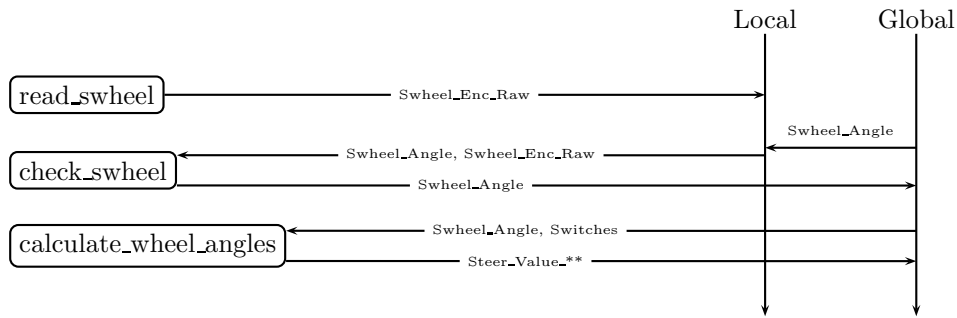 Local
Global
read_swheel
Swheel_Enc_Raw
Swheel_Angle
Swheel_Angle, Swheel_Enc_Raw
check_swheel
Swheel_Angle
Swheel_Angle, Switches
calculate_wheel_angles
Steer_Value_**